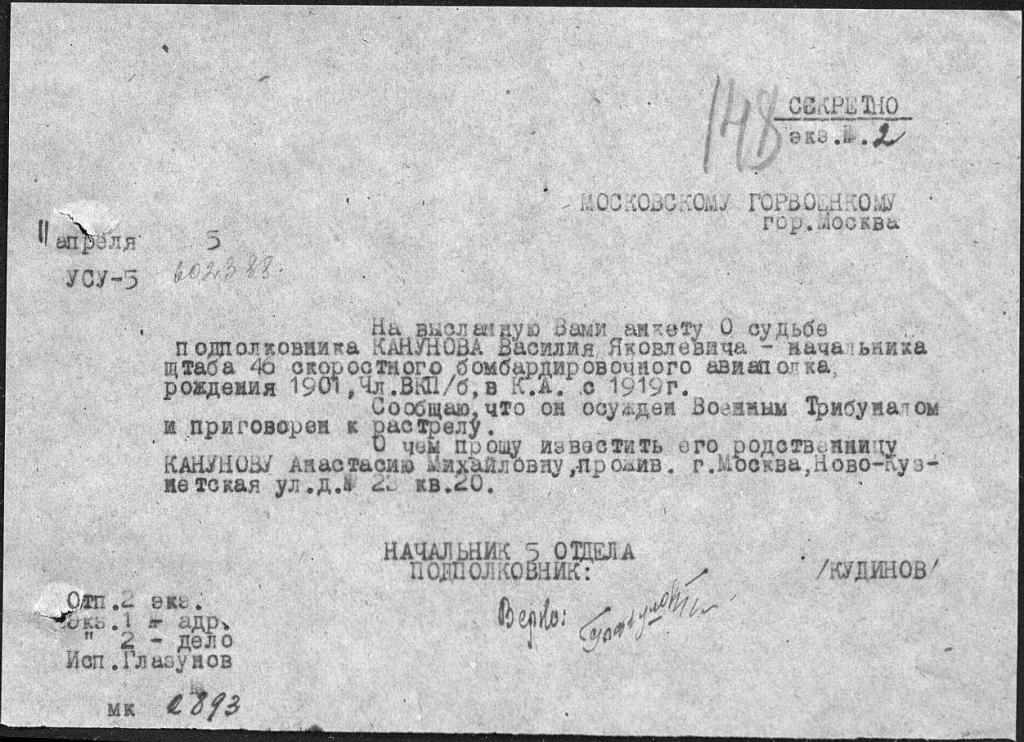 148
СЕКРЕТНО
экз.№.2
МОСКОВСКОМУ ГОРВОЕНКОМУ
гор.Москва
11 апреля 5
УСУ-5 602388.
На высланную Вами анкету О судьбе
подполковника КАНУНОВА Василия Яковлевича - начальника
штаба 46 скоростного бомбардировочного авиаполка,
рождения 1901,Чл.ВКП/б,в К.А. с 1919г.
Сообщаю,что он осужден Военным Трибуналом
и приговорен к растрелу.
О чем прошу известить его родственницу
КАНУНОВУ Анастасию Михайловну,прожив. г.Москва,Ново-Куз-
нетская ул.д.№ 23 кв.20.
НАЧАЛЬНИК 5 ОТДЕЛА
ПОДПОЛКОВНИК: /КУДИНОВ/
Верно:
Отп.2 экз.
Экз.1 - адр.
" 2 - дело
Исп.Глазунов
мк 2893